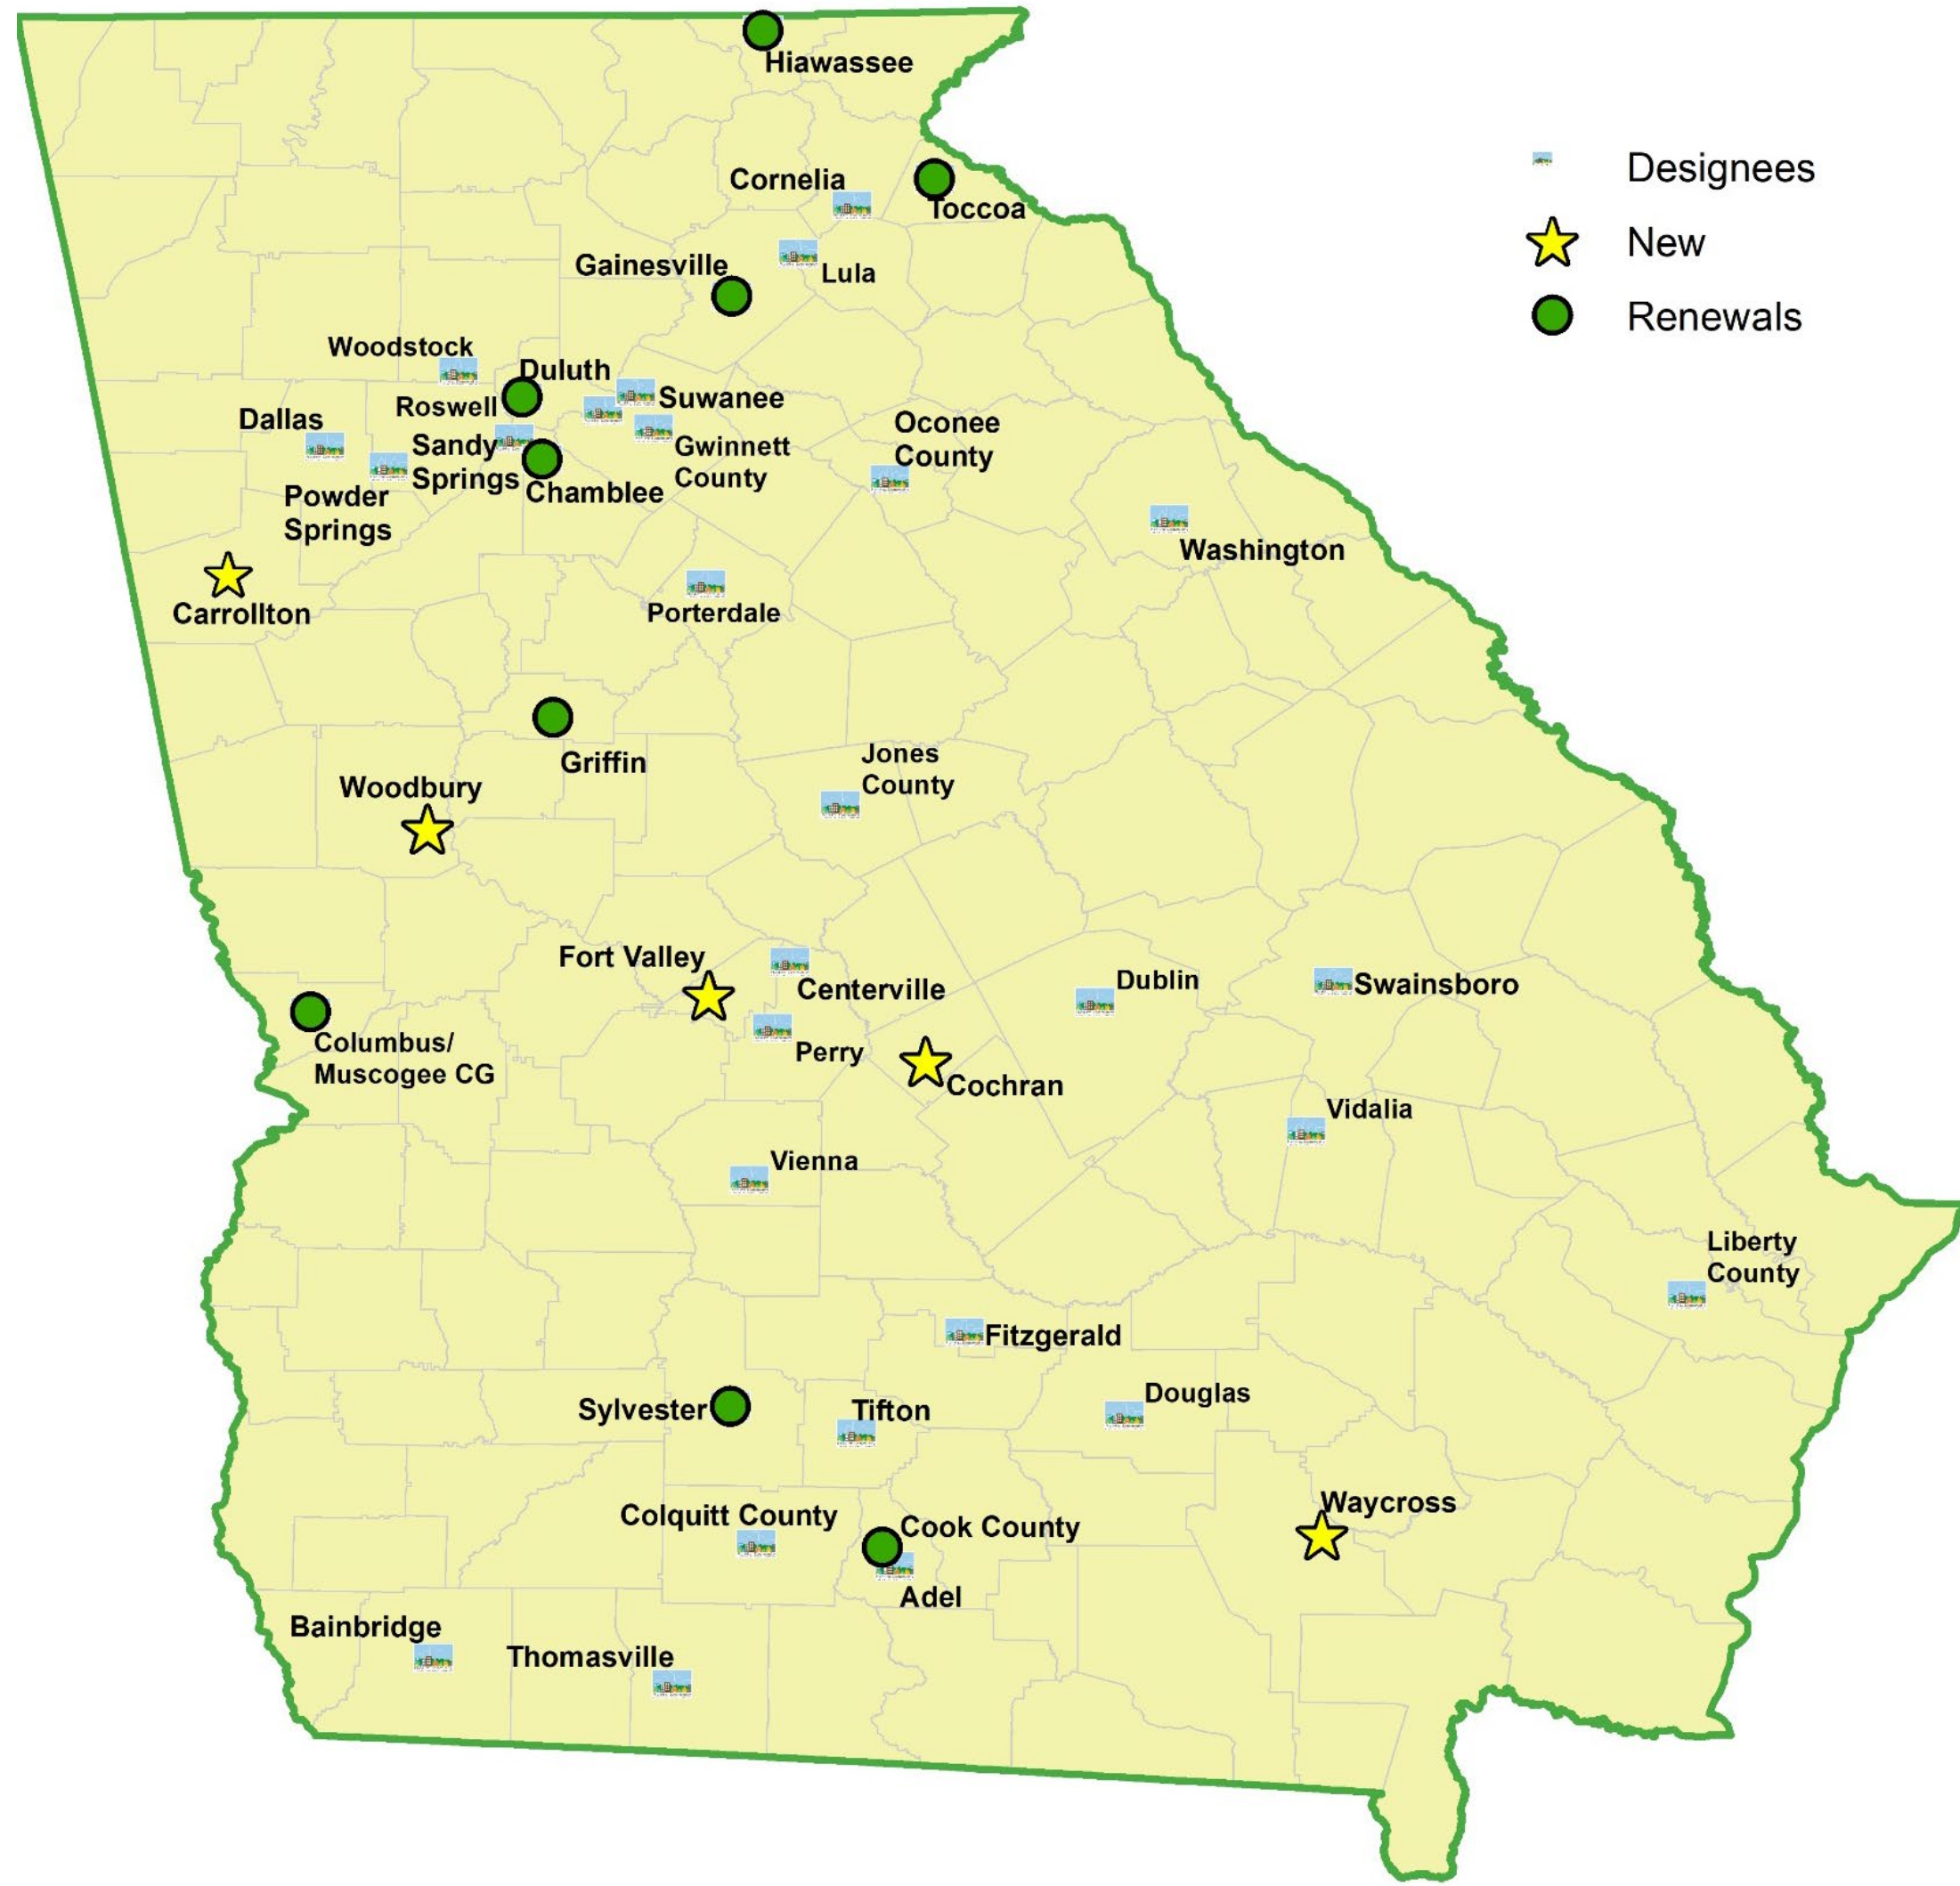 Hiawassee
Designees
Cornelia
Toccoa
New
Gainesville
Lula
Renewals
Woodstock
Duluth
Suwanee
Roswell
Dallas
Oconee
County
Sandy
Springs
Gwinnett
County
Chamblee
Powder
Springs
Washington
Carrollton
Porterdale
Griffin
Jones
County
Woodbury
Fort Valley
Centerville
Dublin
Swainsboro
Columbus/
Muscogee CG
Perry
Cochran
Vidalia
Vienna
Liberty
County
Fitzgerald
Sylvester
Tifton
Douglas
Colquitt County
Cook County
Waycross
Adel
Bainbridge
Thomasville